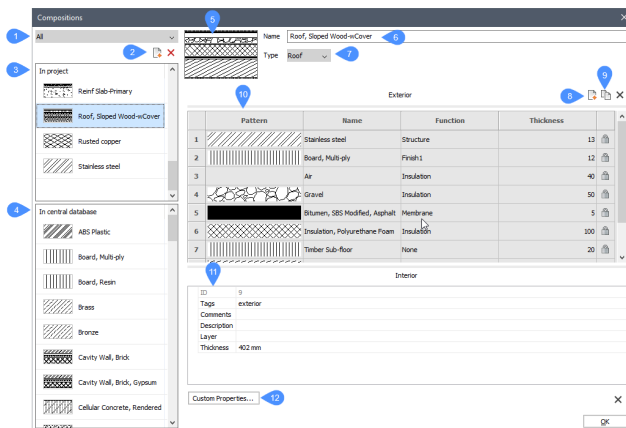 Compositions
5
1
All
Name
Roof, Sloped Wood-wCover
6
2
Type
Roof
7
9
3
In project
10
Exterior
8
Reinf Slab-Primary
Roof, Sloped Wood-wCover
Rusted copper
Stainless steel
Pattern Name Function Thickness
1 Stainless steel Structure 13
2 Board, Multi-ply Finish1 12
3 Air Insulation 40
4 Gravel Insulation 50
5 Bitumen, SBS Modified, Asphalt Membrane 5
6 Insulation, Polyurethane Foam Insulation 100
7 Timber Sub-floor None 20
4
In central database
ABS Plastic
Board, Multi-ply
Board, Resin
Brass
Bronze
Cavity Wall, Brick
Cavity Wall, Brick, Gypsum
Cellular Concrete, Rendered
11
Interior
ID 9
Tags exterior
Comments
Description
Layer
Thickness 402 mm
Custom Properties...
12
OK